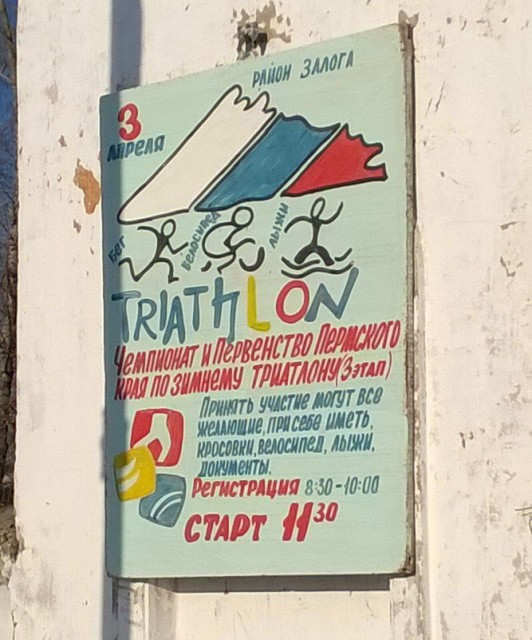 РАЙОН ЗАЛОГА
3
АПРЕЛЯ
БЕГ
ВЕЛОСИПЕД
ЛЫЖИ
TRIATHLON
ЧЕМПИОНАТ И ПЕРВЕНСТВО ПЕРМСКОГО
КРАЯ ПО ЗИМНЕМУ ТРИАТЛОНУ (3 ЭТАП)
ПРИНЯТЬ УЧАСТИЕ МОГУТ ВСЕ
ЖЕЛАЮЩИЕ, ПРИ СЕБЕ ИМЕТЬ,
КРОСОВКИ, ВЕЛОСИПЕД, ЛЫЖИ,
ДОКУМЕНТЫ.
РЕГИСТРАЦИЯ 8:30-10:00
СТАРТ 11 30